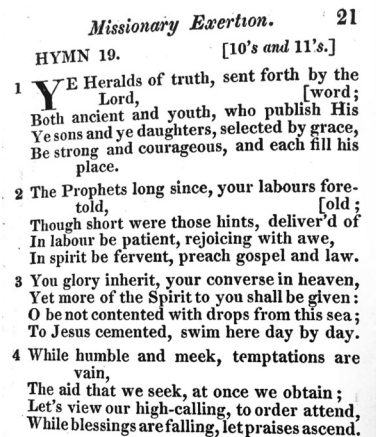 Missionary Exertion. 21
HYMN 19. [10's and 11's.]
1 YE Heralds of truth, sent forth by the
Lord, [word;
Both ancient and youth, who publish His
Ye sons and ye daughters, selected by grace,
Be strong and courageous, and each fill his
place.
2 The Prophets long since, your labours fore-
told, [old;
Though short were those hints, deliver'd of
In labour be patient, rejoicing with awe,
In spirit be fervent, preach gospel and law.
3 You glory inherit, your converse in heaven,
Yet more of the Spirit to you shall be given:
O be not contented with drops from this sea;
To Jesus cemented, swim here day by day.
4 While humble and meek, temptations are
vain,
The aid that we seek, at once we obtain;
Let's view our high-calling, to order attend,
While blessings are falling, let praises ascend.